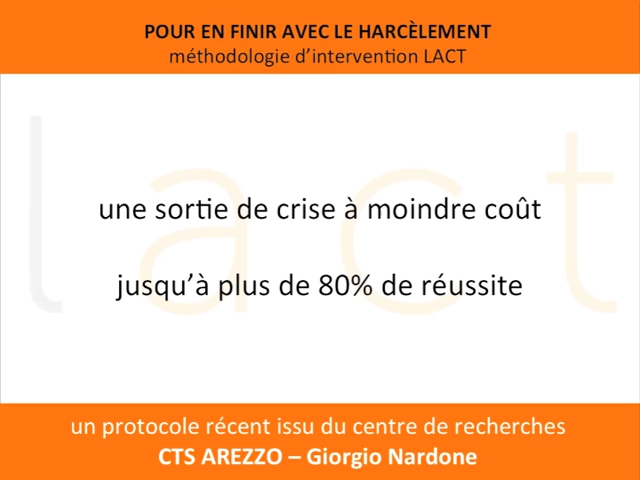 POUR EN FINIR AVEC LE HARCÈLEMENT
méthodologie d'intervention LACT
lact
une sortie de crise à moindre coût
jusqu'à plus de 80% de réussite
un protocole récent issu du centre de recherches
CTS AREZZO – Giorgio Nardone